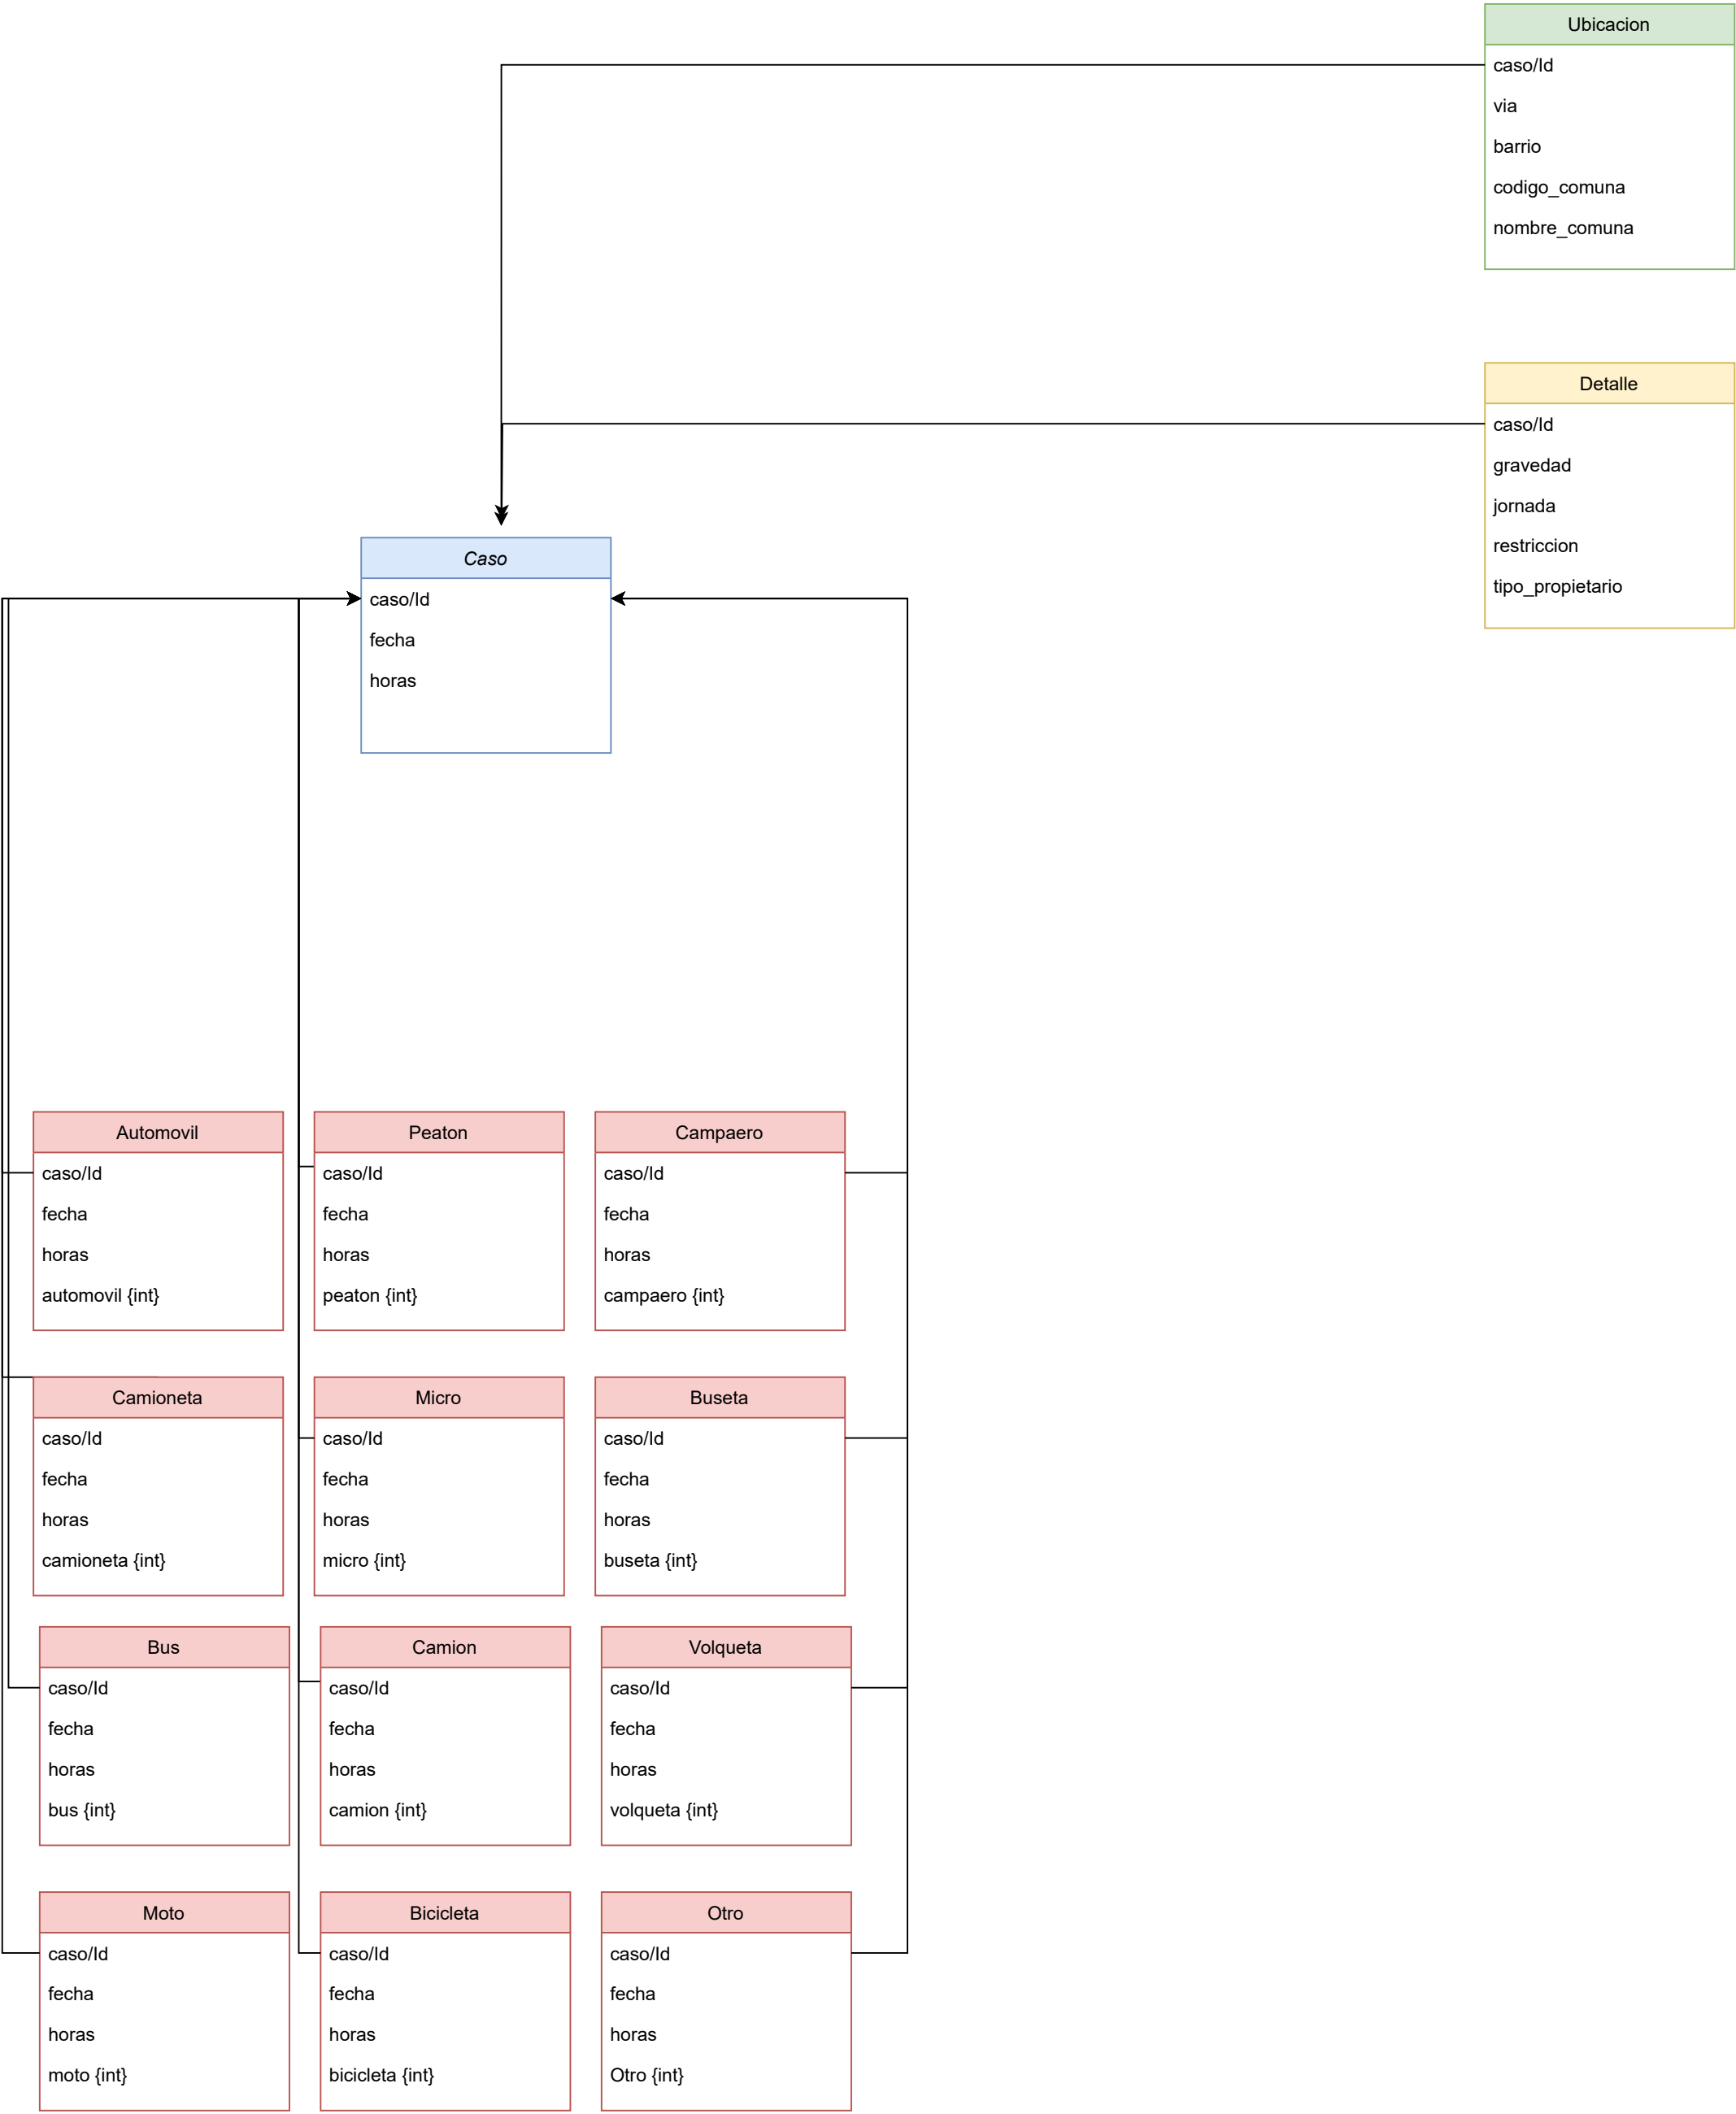 Ubicacion
caso/Id
via
barrio
codigo_comuna
nombre_comuna
Detalle
caso/Id
gravedad
jornada
restriccion
tipo_propietario
Caso
caso/Id
fecha
horas
Automovil
caso/Id
fecha
horas
automovil {int}
Peaton
caso/Id
fecha
horas
peaton {int}
Campaero
caso/Id
fecha
horas
campaero {int}
Camioneta
caso/Id
fecha
horas
camioneta {int}
Micro
caso/Id
fecha
horas
micro {int}
Buseta
caso/Id
fecha
horas
buseta {int}
Bus
caso/Id
fecha
horas
bus {int}
Camion
caso/Id
fecha
horas
camion {int}
Volqueta
caso/Id
fecha
horas
volqueta {int}
Moto
caso/Id
fecha
horas
moto {int}
Bicicleta
caso/Id
fecha
horas
bicicleta {int}
Otro
caso/Id
fecha
horas
Otro {int}